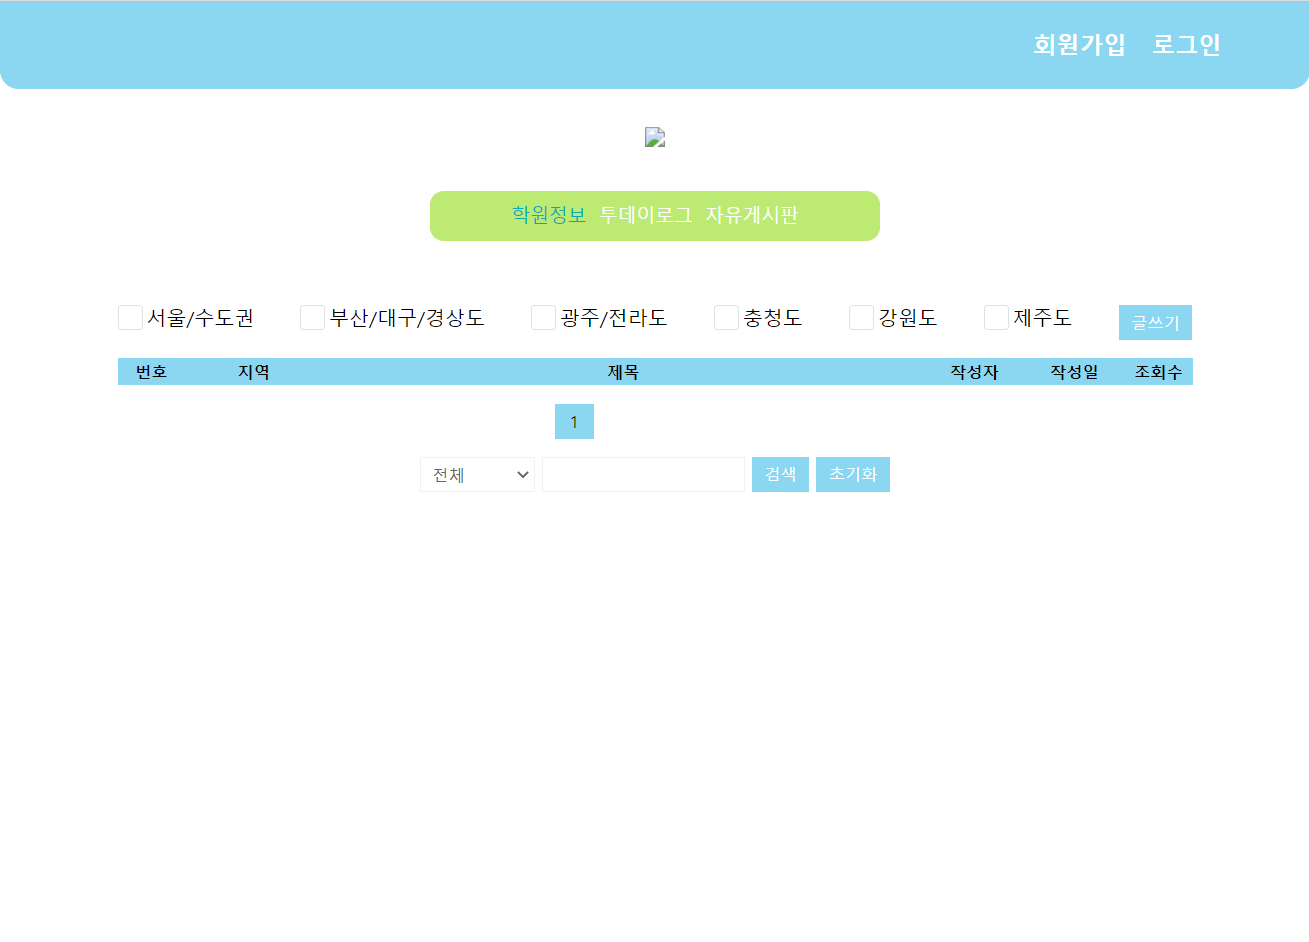 회원가입 로그인
학원정보 투데이로그 자유게시판
서울/수도권 부산/대구/경상도 광주/전라도 충청도 강원도 제주도 글쓰기
번호 지역 제목 작성자 작성일 조회수
1
전체 검색 초기화